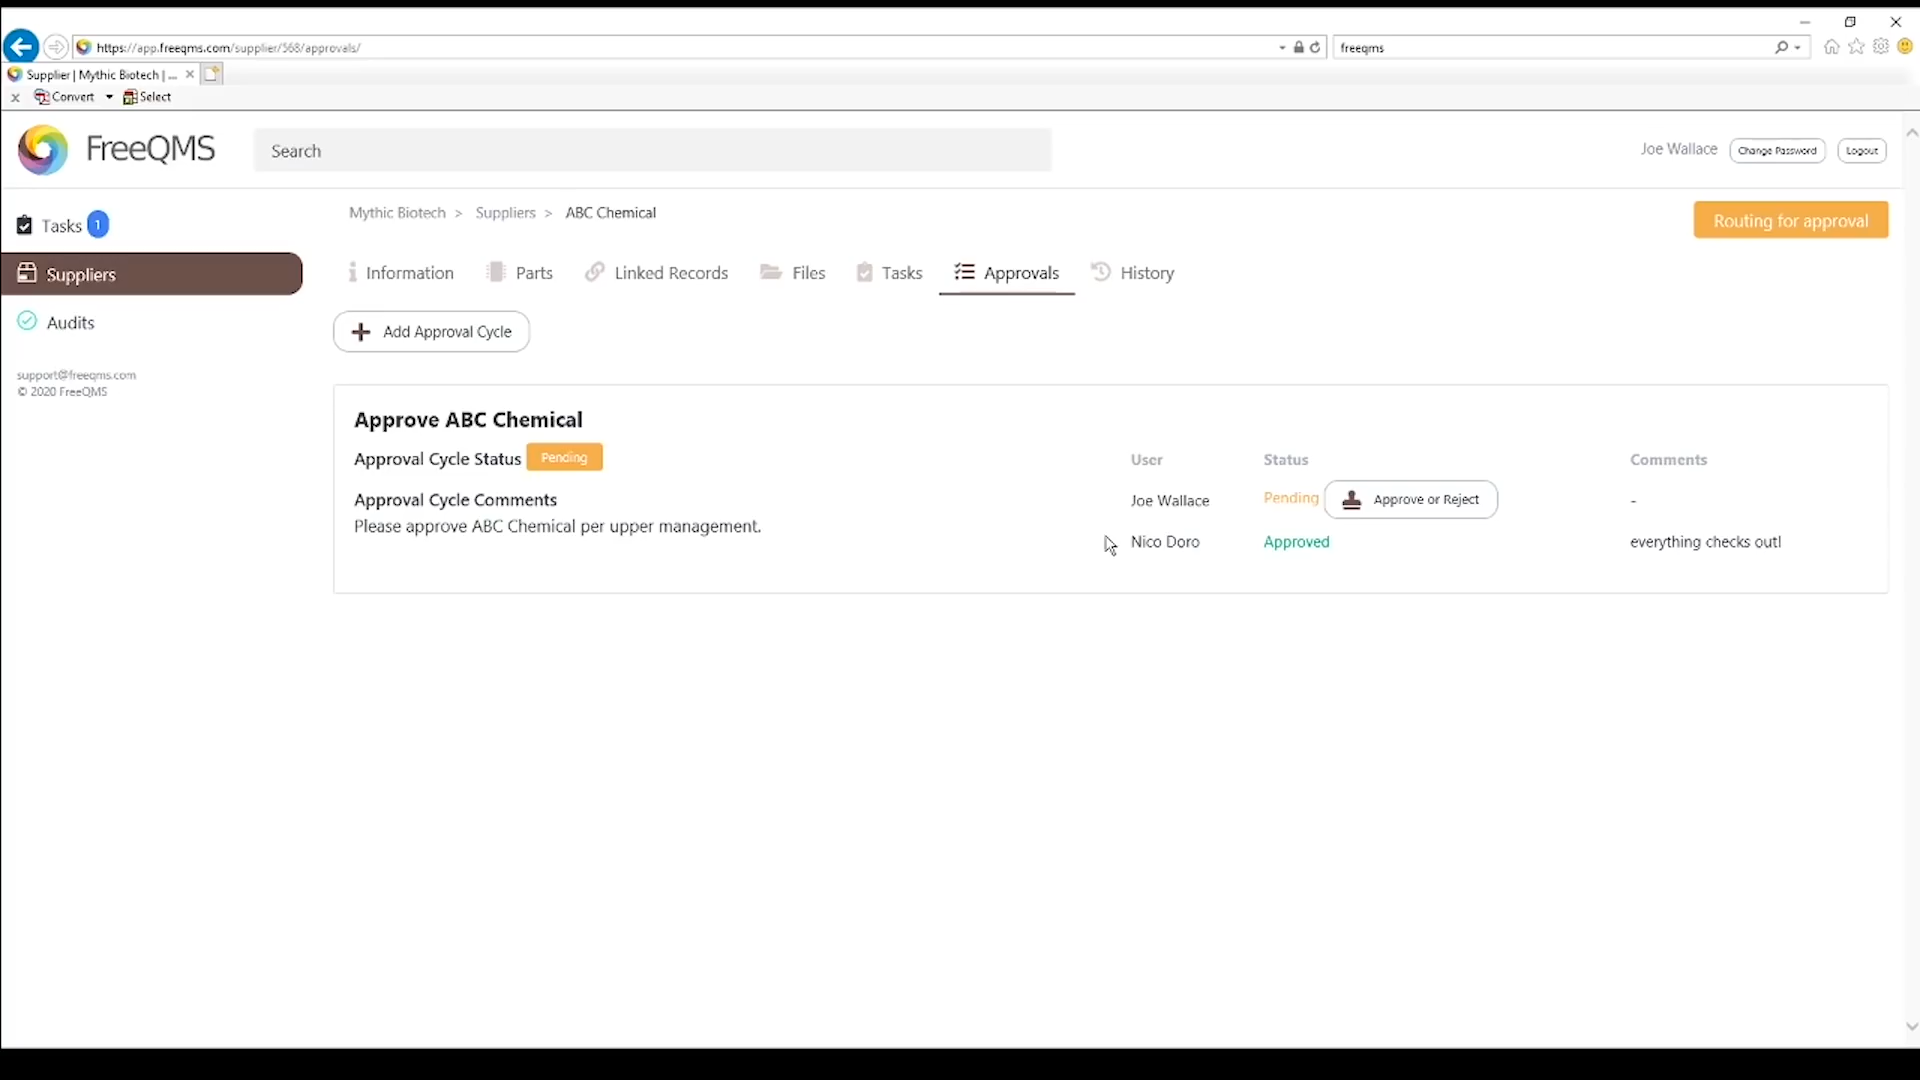 https://app.freeqms.com/supplier/568/approvals/
freeqms
Supplier | Mythic Biotech | ...
Convert
Select
FreeQMS
Search
Joe Wallace
Change Password
Logout
Tasks 1
Mythic Biotech > Suppliers > ABC Chemical
Routing for approval
Suppliers
Information
Parts
Linked Records
Files
Tasks
Approvals
History
Audits
Add Approval Cycle
support@freeqms.com
© 2020 FreeQMS
Approve ABC Chemical
Approval Cycle Status Pending
User Status Comments
Approval Cycle Comments
Joe Wallace Pending Approve or Reject -
Please approve ABC Chemical per upper management.
Nico Doro Approved everything checks out!